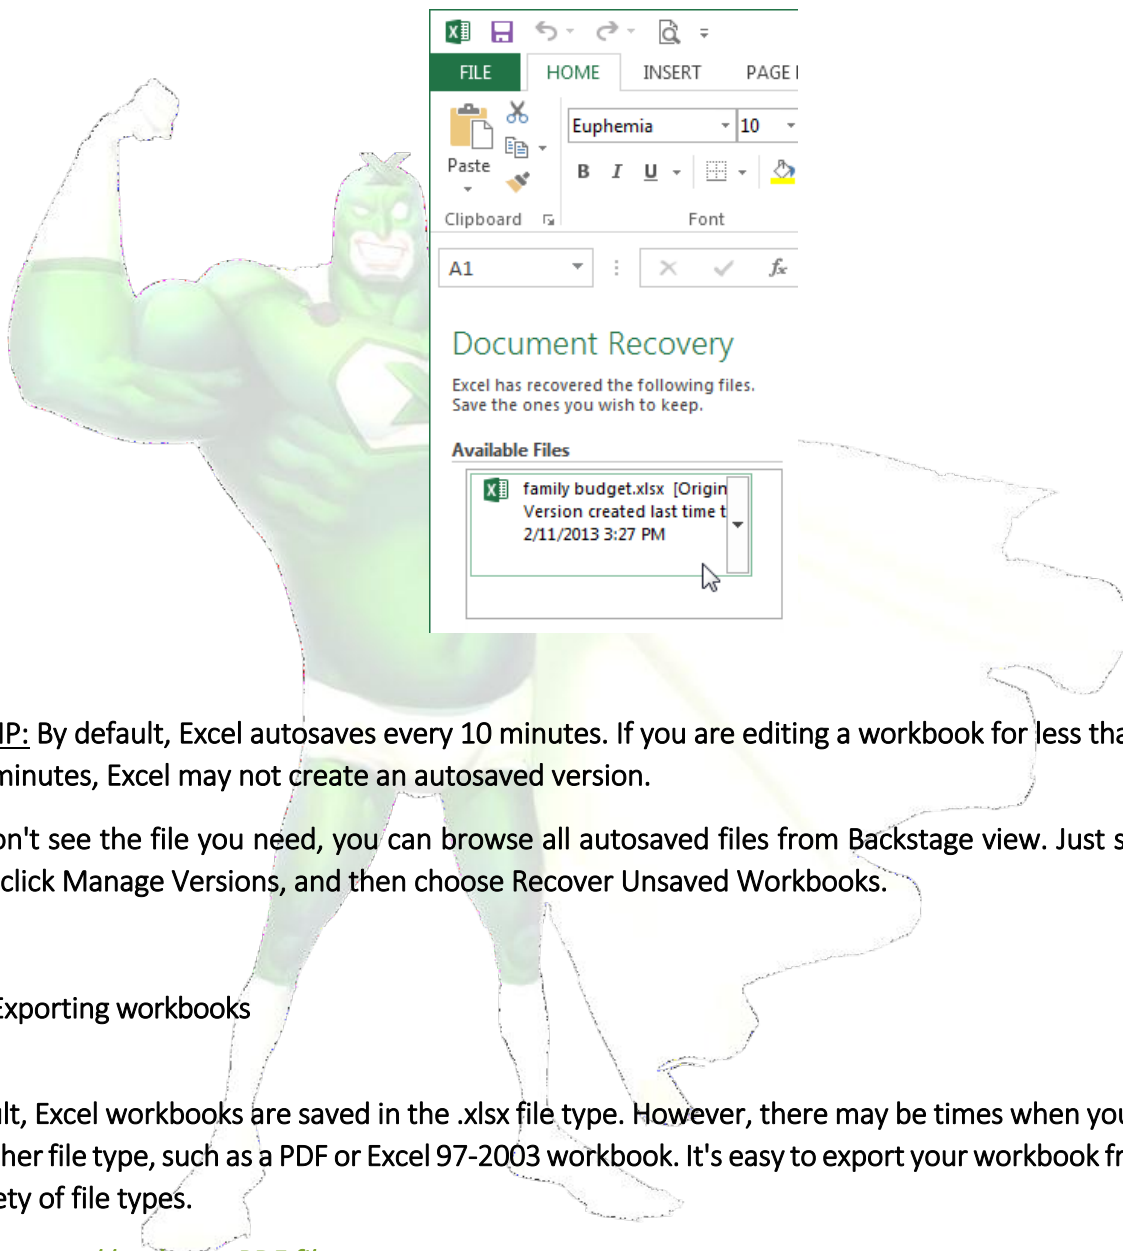 FILE HOME INSERT PAGE
Euphemia 10
Paste
B I U
Clipboard Font
A1 fx
Document Recovery
Excel has recovered the following files.
Save the ones you wish to keep.
Available Files
family budget.xlsx [Origin
Version created last time t
2/11/2013 3:27 PM
IP: By default, Excel autosaves every 10 minutes. If you are editing a workbook for less tha
minutes, Excel may not create an autosaved version.
on't see the file you need, you can browse all autosaved files from Backstage view. Just s
click Manage Versions, and then choose Recover Unsaved Workbooks.
Exporting workbooks
ult, Excel workbooks are saved in the .xlsx file type. However, there may be times when you
her file type, such as a PDF or Excel 97-2003 workbook. It's easy to export your workbook fr
ety of file types.